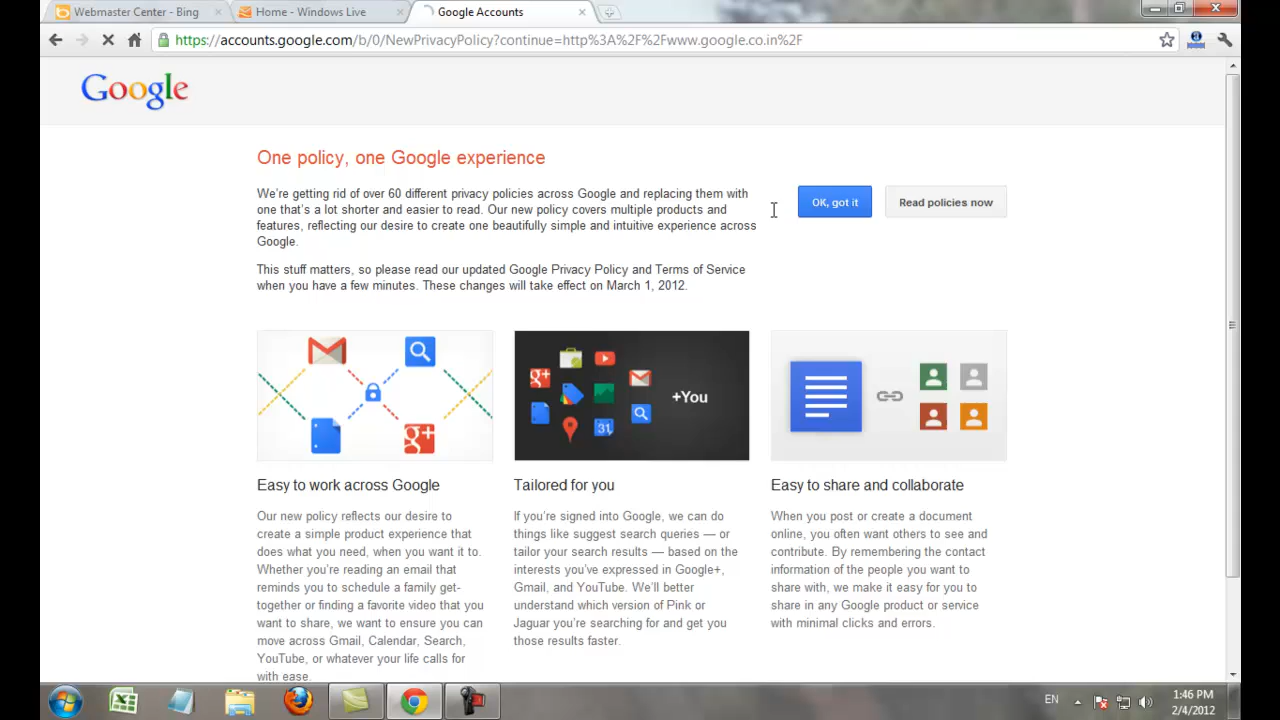 Webmaster Center - Bing
Home - Windows Live
Google Accounts
https://accounts.google.com/b/0/NewPrivacyPolicy?continue=http%3A%2F%2Fwww.google.co.in%2F
Google
One policy, one Google experience
We're getting rid of over 60 different privacy policies across Google and replacing them with
one that's a lot shorter and easier to read. Our new policy covers multiple products and
features, reflecting our desire to create one beautifully simple and intuitive experience across
Google.
OK, got it
Read policies now
This stuff matters, so please read our updated Google Privacy Policy and Terms of Service
when you have a few minutes. These changes will take effect on March 1, 2012.
g+
g+
31
+You
Easy to work across Google
Our new policy reflects our desire to
create a simple product experience that
does what you need, when you want it to.
Whether you're reading an email that
reminds you to schedule a family get-
together or finding a favorite video that you
want to share, we want to ensure you can
move across Gmail, Calendar, Search,
YouTube, or whatever your life calls for
with ease.
Tailored for you
If you're signed into Google, we can do
things like suggest search queries — or
tailor your search results — based on the
interests you've expressed in Google+,
Gmail, and YouTube. We'll better
understand which version of Pink or
Jaguar you're searching for and get you
those results faster.
Easy to share and collaborate
When you post or create a document
online, you often want others to see and
contribute. By remembering the contact
information of the people you want to
share with, we make it easy for you to
share in any Google product or service
with minimal clicks and errors.
EN
1:46 PM
2/4/2012